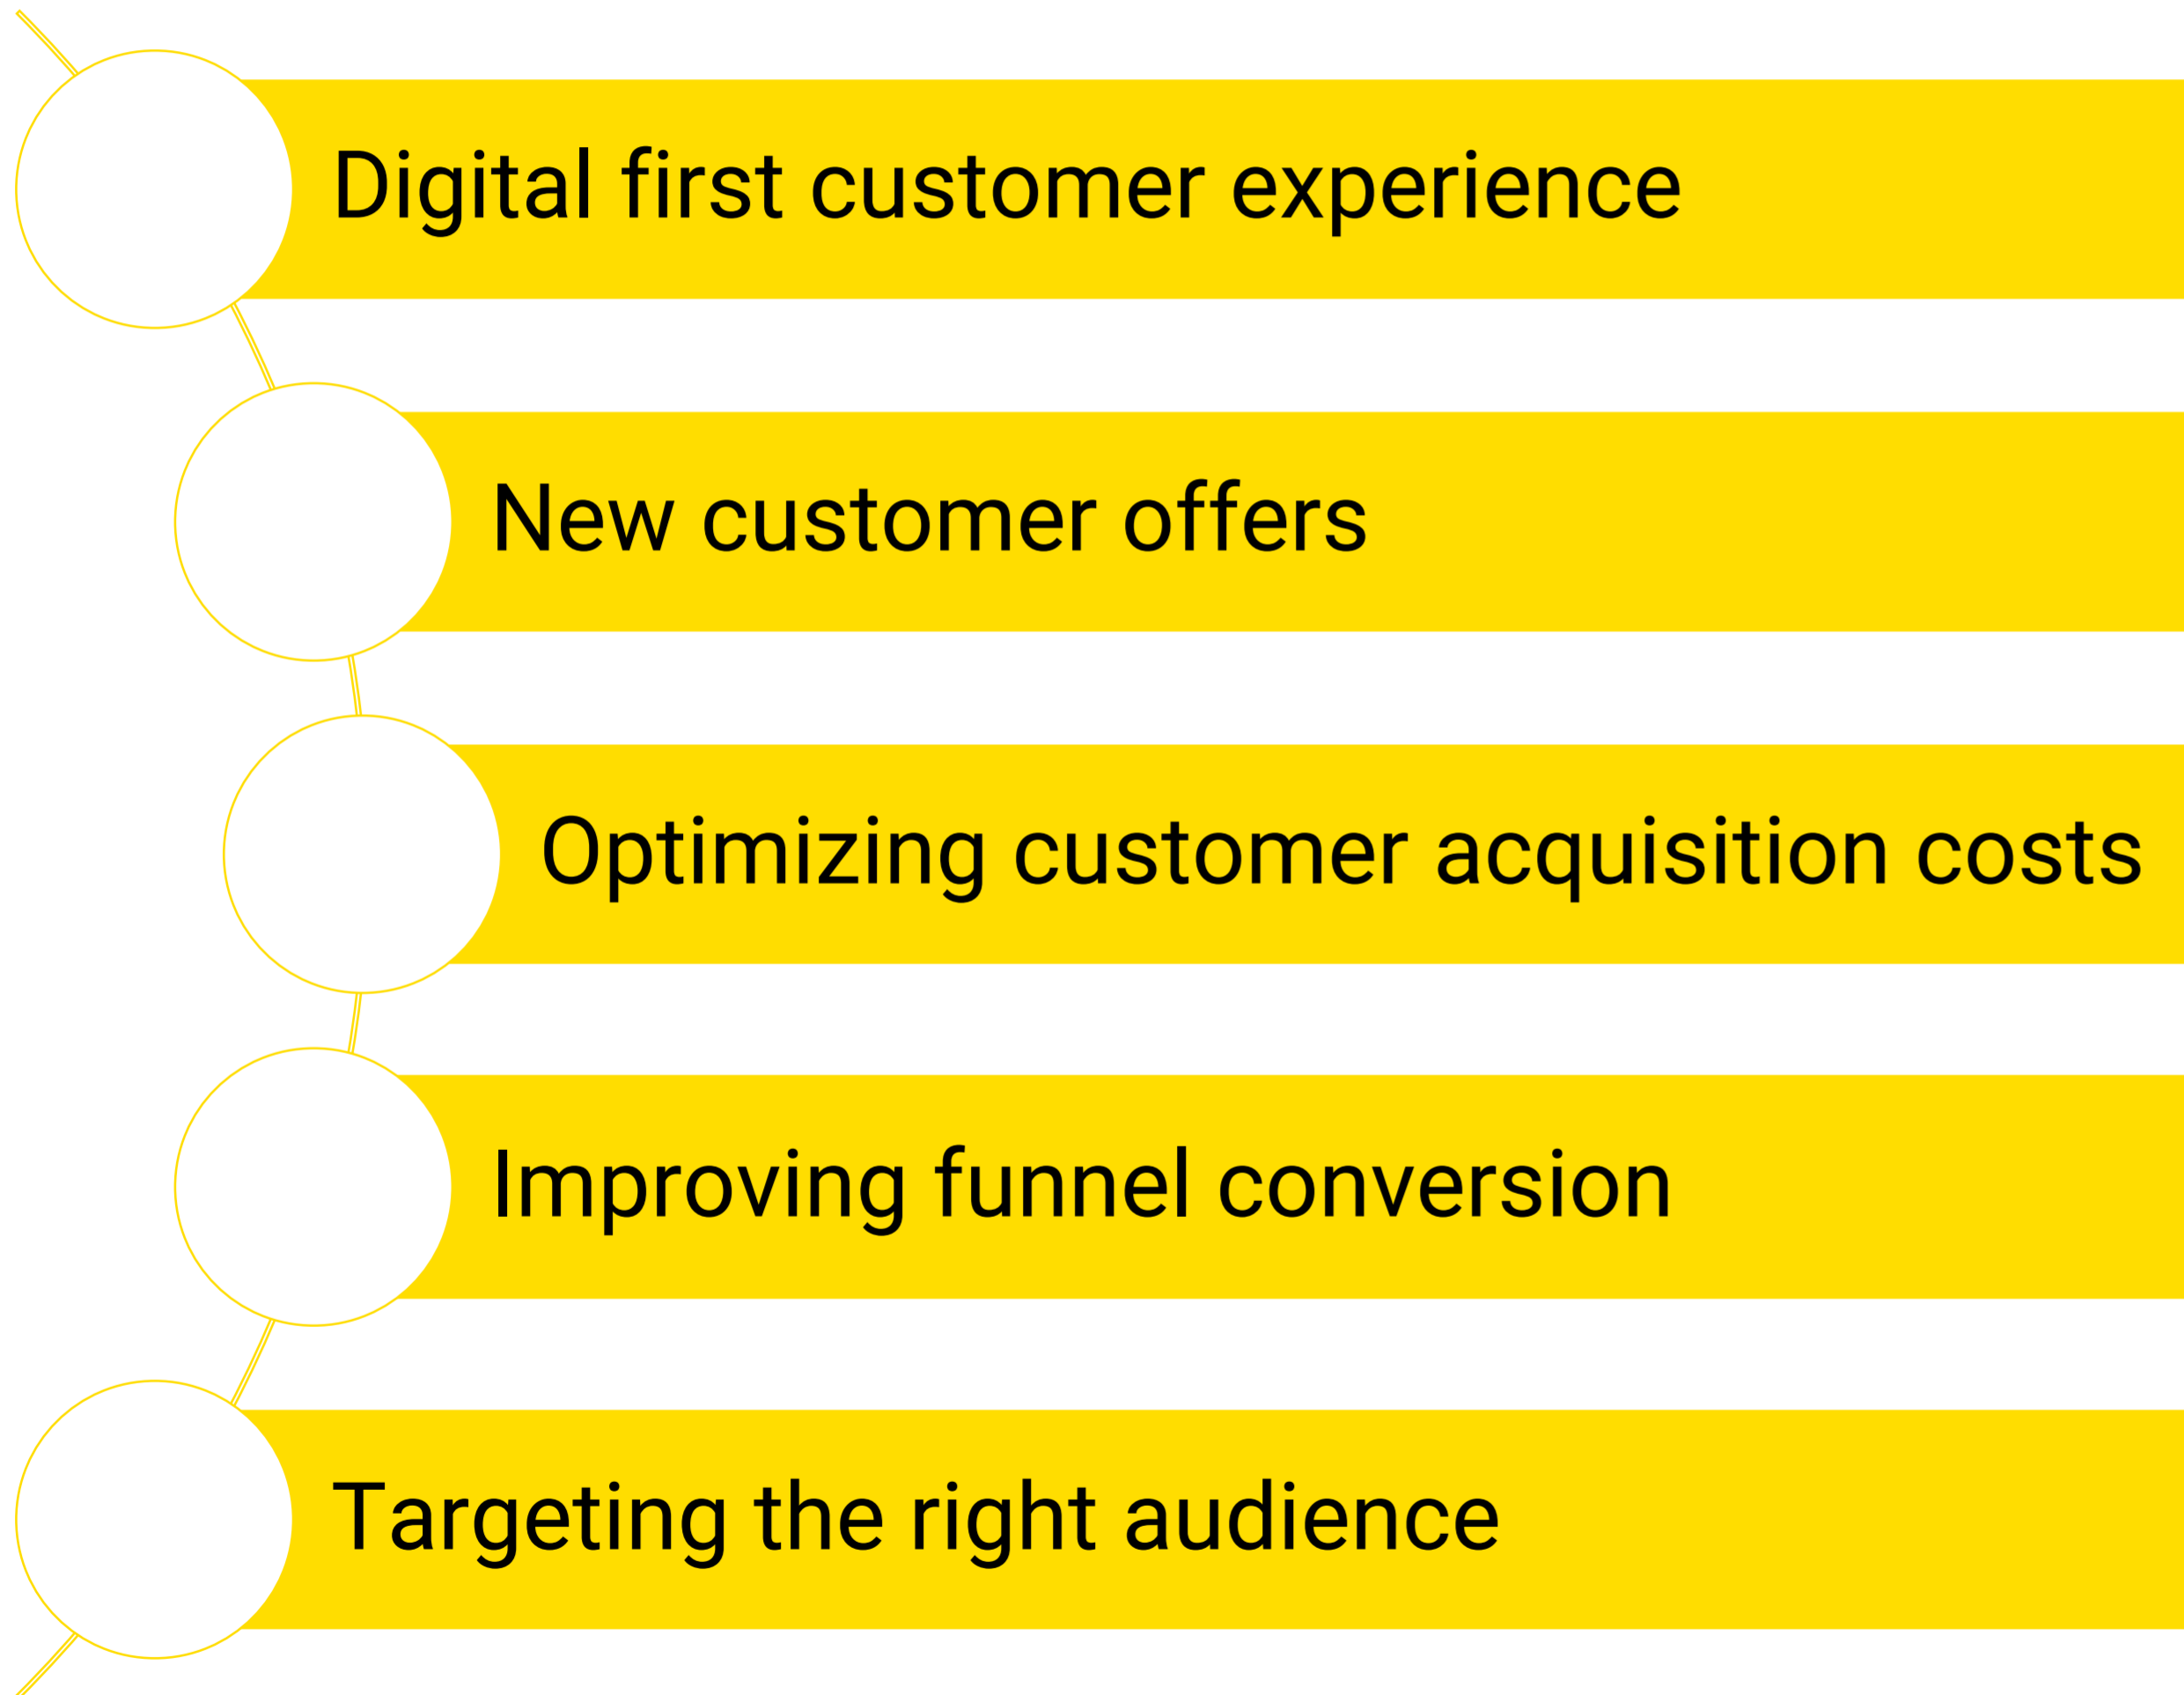 Digital first customer experience
New customer offers
Optimizing customer acquisition costs
Improving funnel conversion
Targeting the right audience